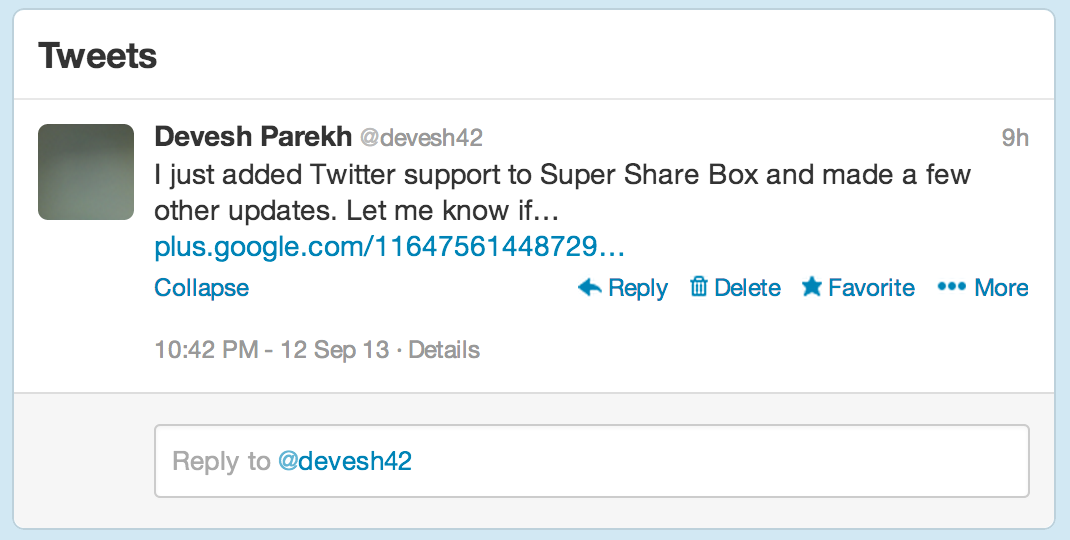 Tweets
Devesh Parekh @devesh42 9h
I just added Twitter support to Super Share Box and made a few
other updates. Let me know if…
plus.google.com/11647561448729…
Collapse Reply Delete Favorite More
10:42 PM - 12 Sep 13 · Details
Reply to @devesh42